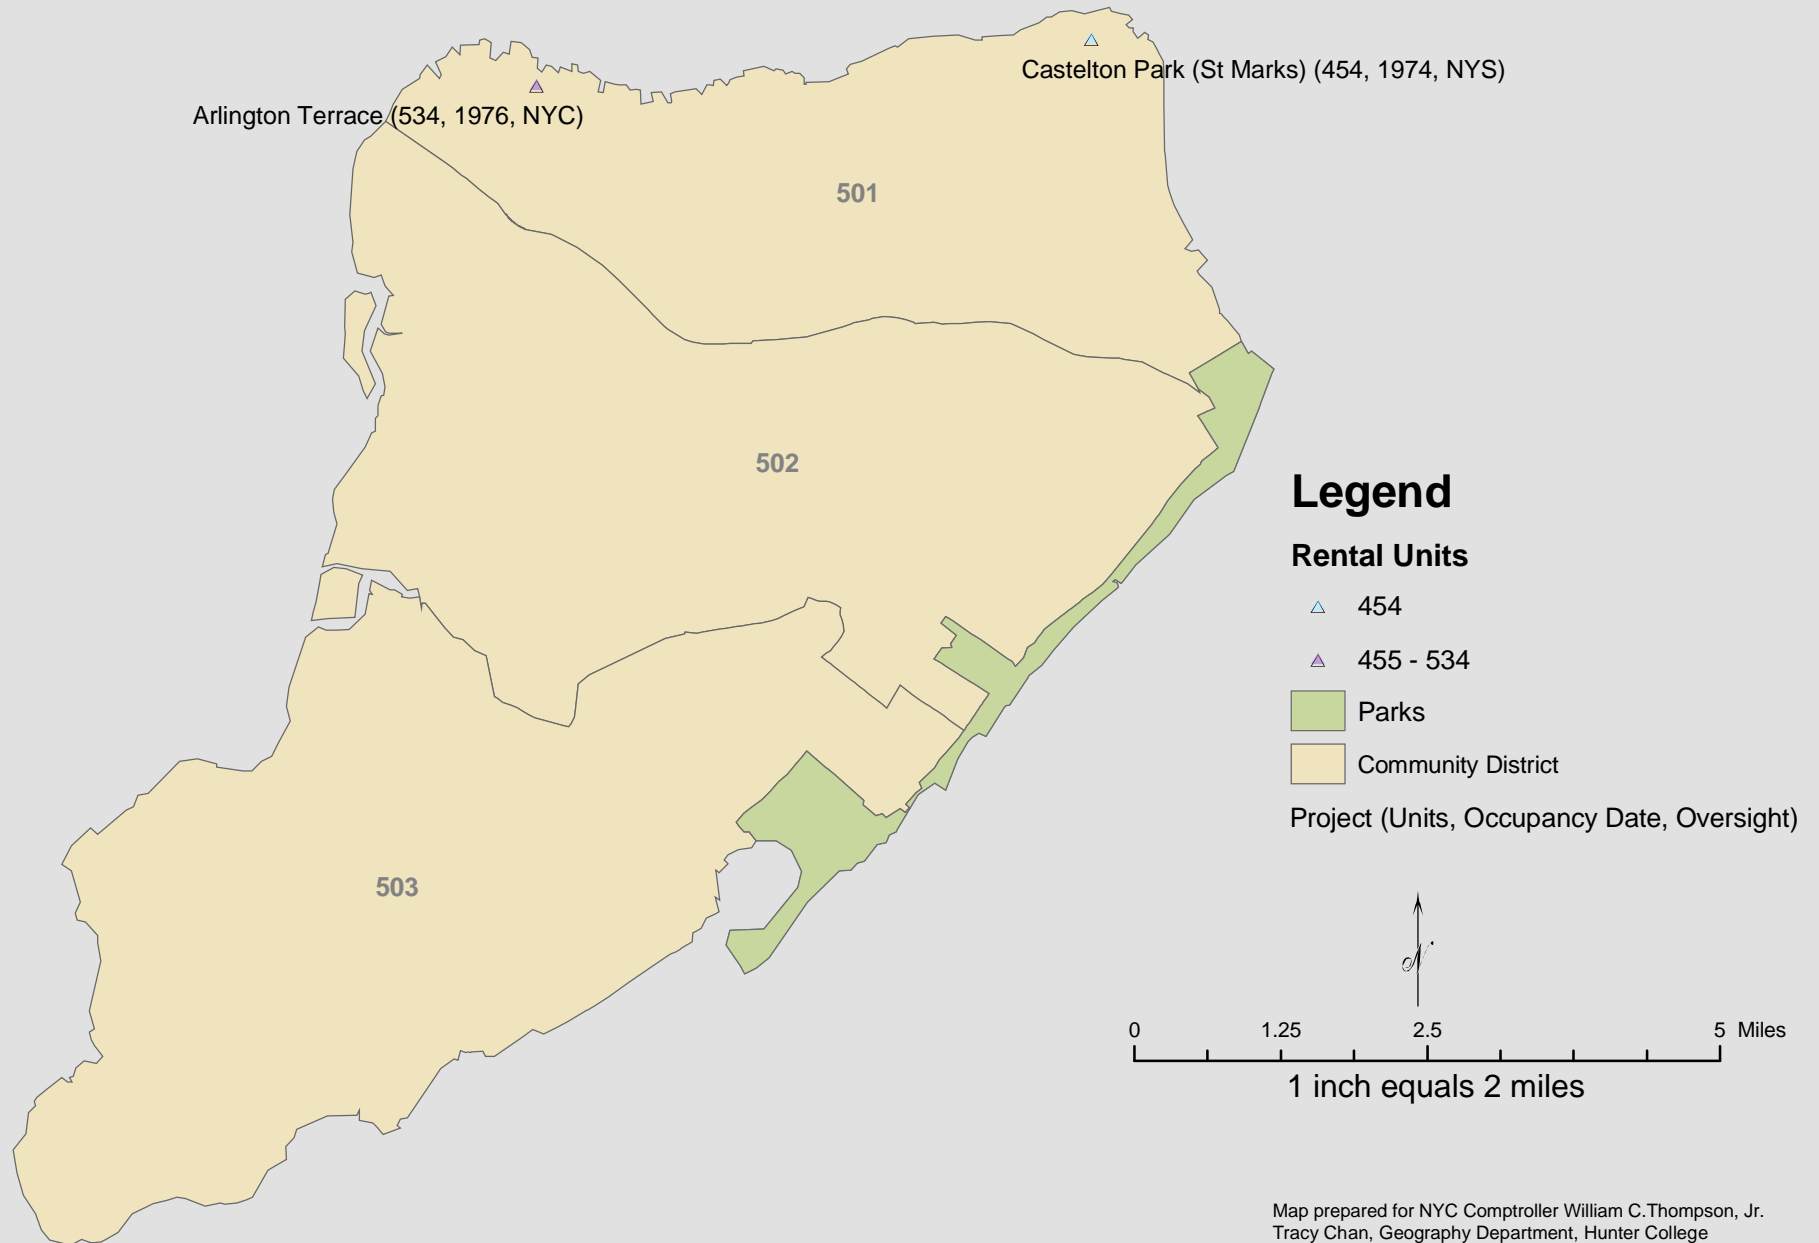 Castelton Park (St Marks) (454, 1974, NYS)
Arlington Terrace (534, 1976, NYC)
501
502
503
Legend
Rental Units
454
455 - 534
Parks
Community District
Project (Units, Occupancy Date, Oversight)
N
0 1.25 2.5 5 Miles
1 inch equals 2 miles
Map prepared for NYC Comptroller William C.Thompson, Jr.
Tracy Chan, Geography Department, Hunter College